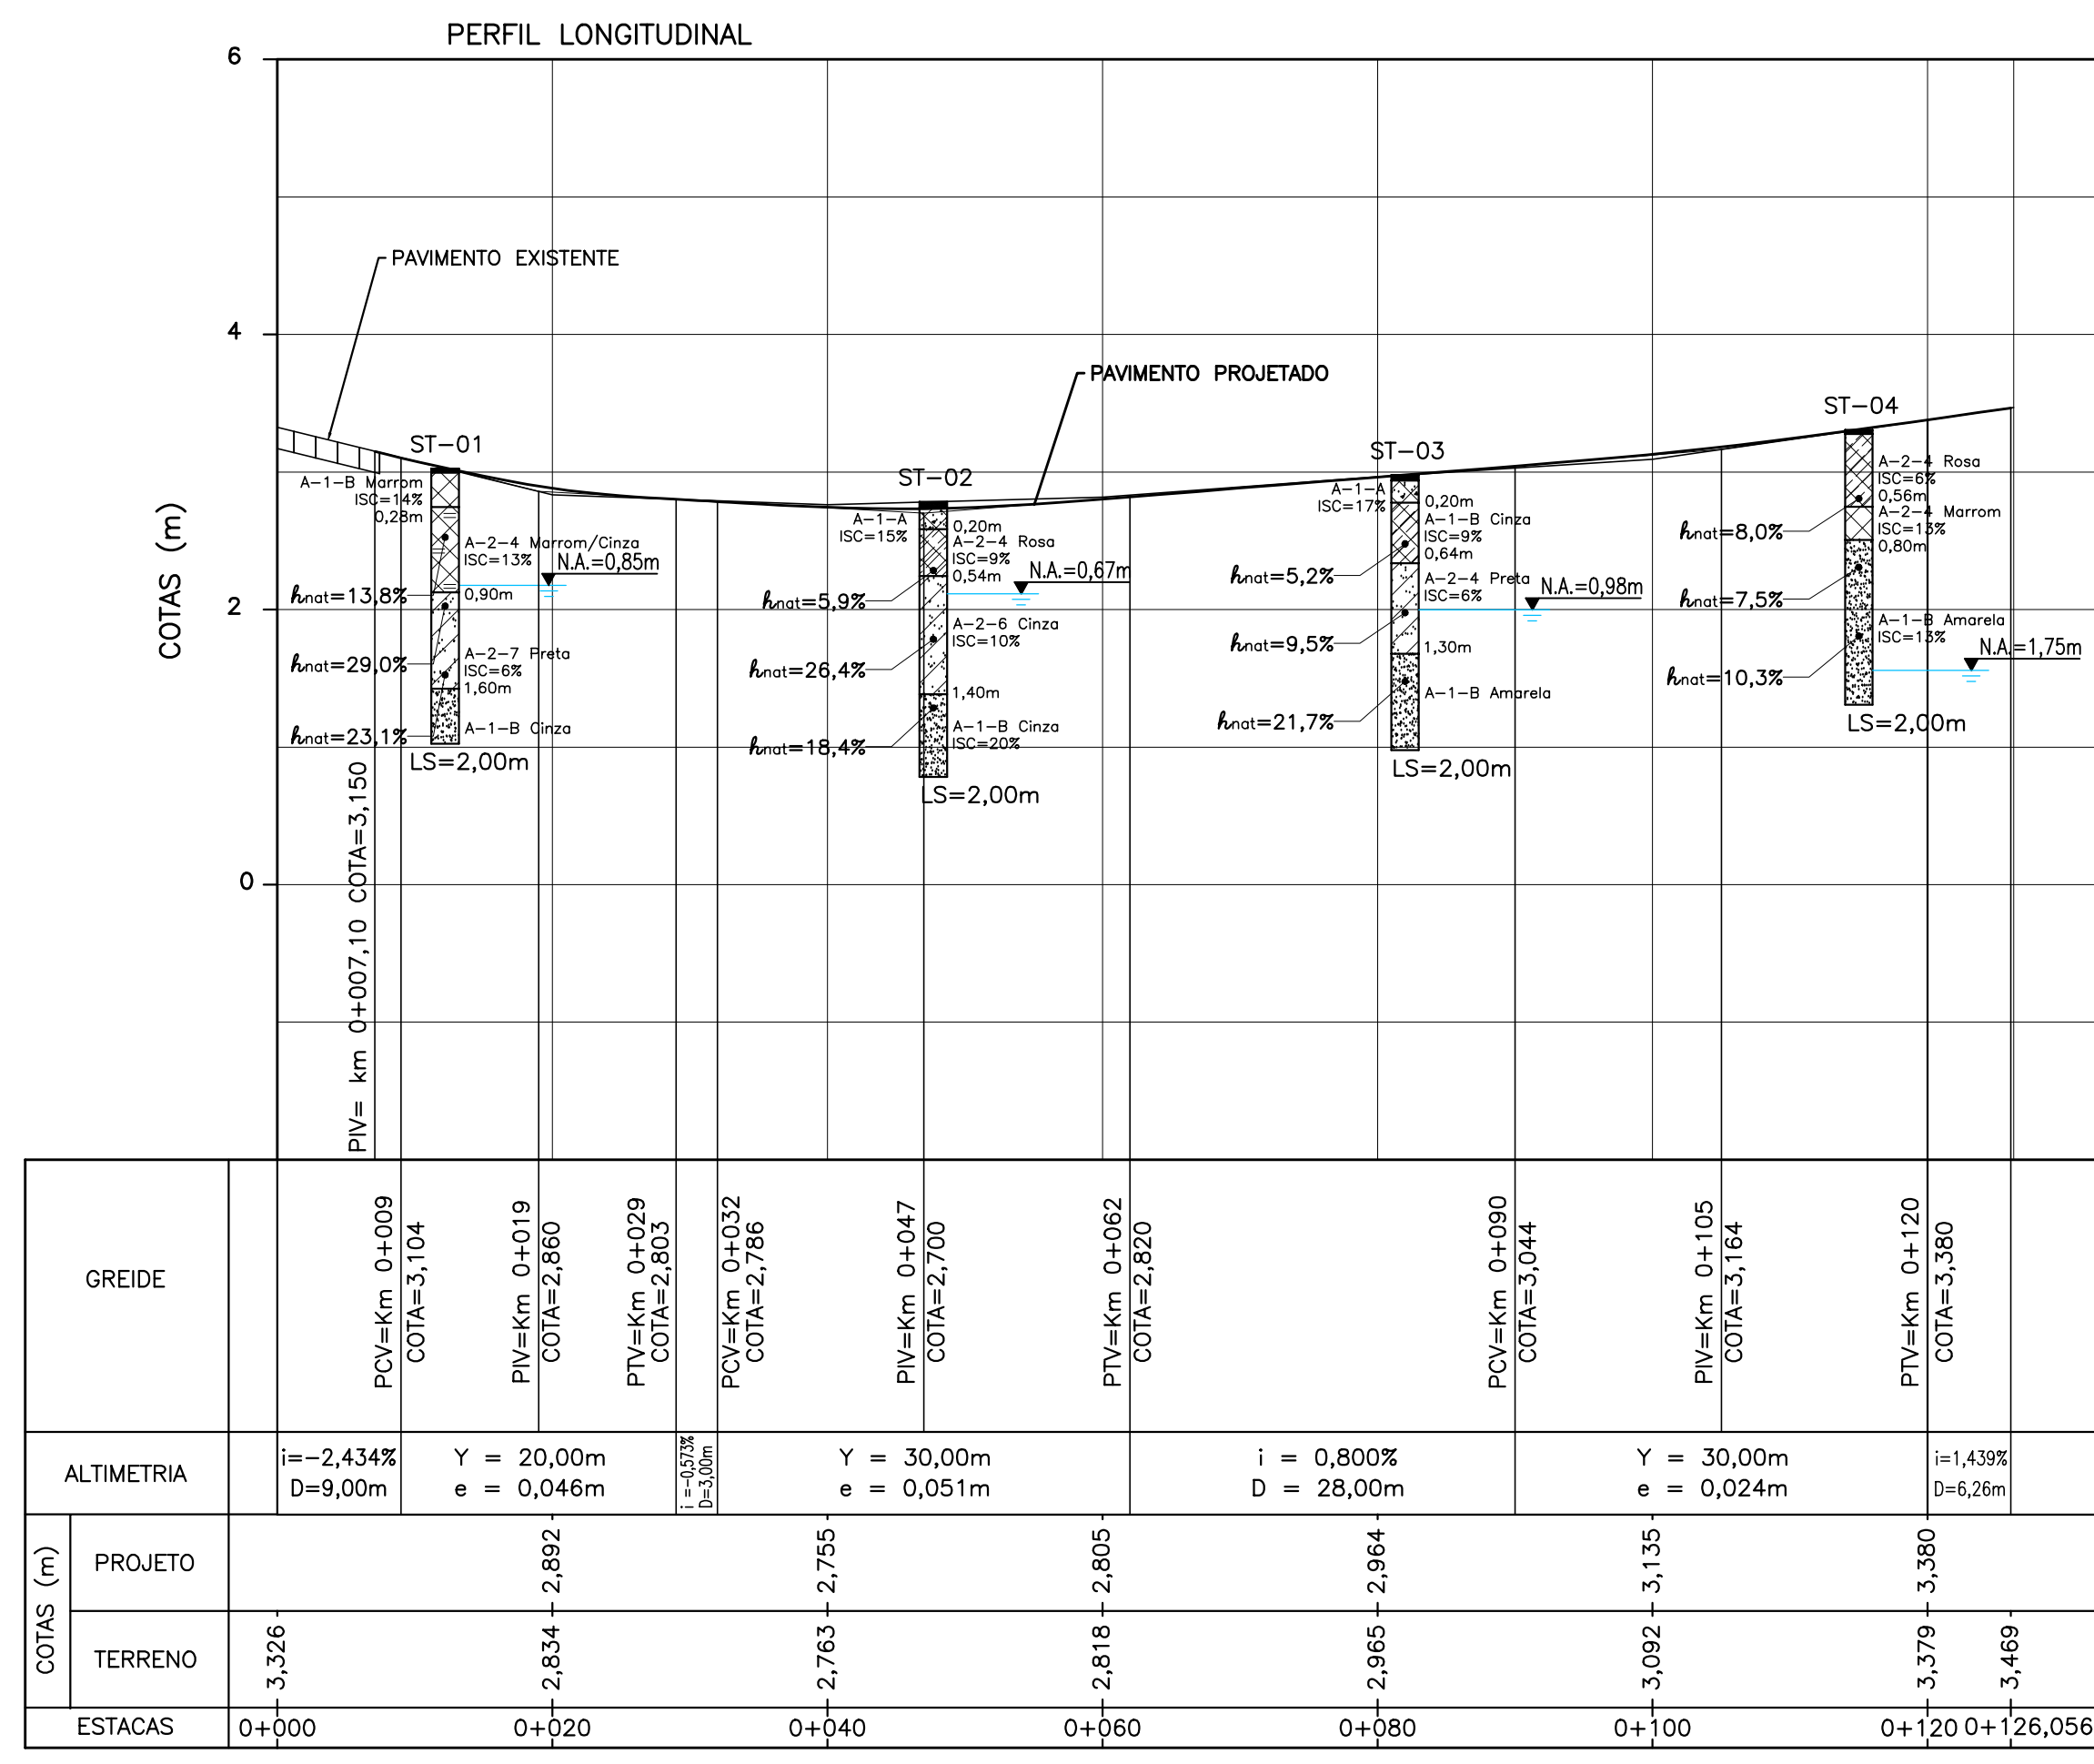 PERFIL LONGITUDINAL
6
4
2
0
COTAS (m)
PAVIMENTO EXISTENTE
PAVIMENTO PROJETADO
ST-01
A-1-B Marrom
ISC=14%
0,28m
A-2-4 Marrom/Cinza
ISC=13%
N.A.=0,85m
0,90m
hnat=13,8%
hnat=29,0%
A-2-7 Preta
ISC=6%
1,60m
hnat=23,1%
A-1-B Cinza
LS=2,00m
ST-02
A-1-A
ISC=15%
0,20m
A-2-4 Rosa
ISC=9%
0,54m
N.A.=0,67m
hnat=5,9%
A-2-6 Cinza
ISC=10%
hnat=26,4%
1,40m
A-1-B Cinza
ISC=20%
hnat=18,4%
LS=2,00m
ST-03
A-1-A
ISC=17%
0,20m
A-1-B Cinza
ISC=9%
0,64m
hnat=5,2%
A-2-4 Preta
ISC=6%
N.A.=0,98m
hnat=9,5%
1,30m
A-1-B Amarela
hnat=21,7%
LS=2,00m
ST-04
A-2-4 Rosa
ISC=6%
0,56m
A-2-4 Marrom
ISC=13%
0,80m
hnat=8,0%
hnat=7,5%
A-1-B Amarela
ISC=13%
N.A.=1,75m
hnat=10,3%
LS=2,00m
PIV= km 0+007,10 COTA=3,150
GREIDE
PCV=Km 0+009
COTA=3,104
PIV=Km 0+019
COTA=2,860
PTV=Km 0+029
COTA=2,803
PCV=Km 0+032
COTA=2,786
PIV=Km 0+047
COTA=2,700
PTV=Km 0+062
COTA=2,820
PCV=Km 0+090
COTA=3,044
PIV=Km 0+105
COTA=3,164
PTV=Km 0+120
COTA=3,380
ALTIMETRIA
i=-2,434%
D=9,00m
Y = 20,00m
e = 0,046m
i =-0,573%
D=3,00m
Y = 30,00m
e = 0,051m
i = 0,800%
D = 28,00m
Y = 30,00m
e = 0,024m
i=1,439%
D=6,26m
COTAS (m)
PROJETO
2,892
2,755
2,805
2,964
3,135
3,380
TERRENO
3,326
2,834
2,763
2,818
2,965
3,092
3,379
3,469
ESTACAS
0+000
0+020
0+040
0+060
0+080
0+100
0+120
0+126,056